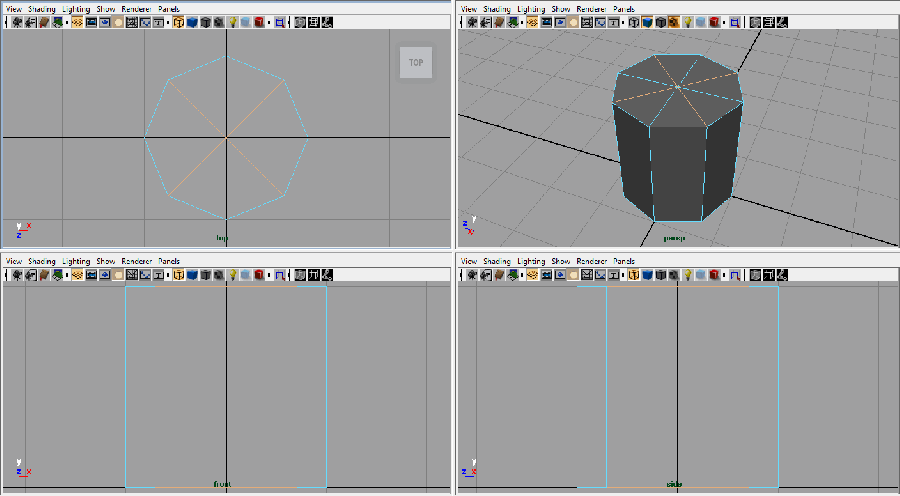 View Shading Lighting Show Renderer Panels
View Shading Lighting Show Renderer Panels
TOP
y x
z
top
y
z
x
persp
View Shading Lighting Show Renderer Panels
View Shading Lighting Show Renderer Panels
y
z x
front
y
z x
side